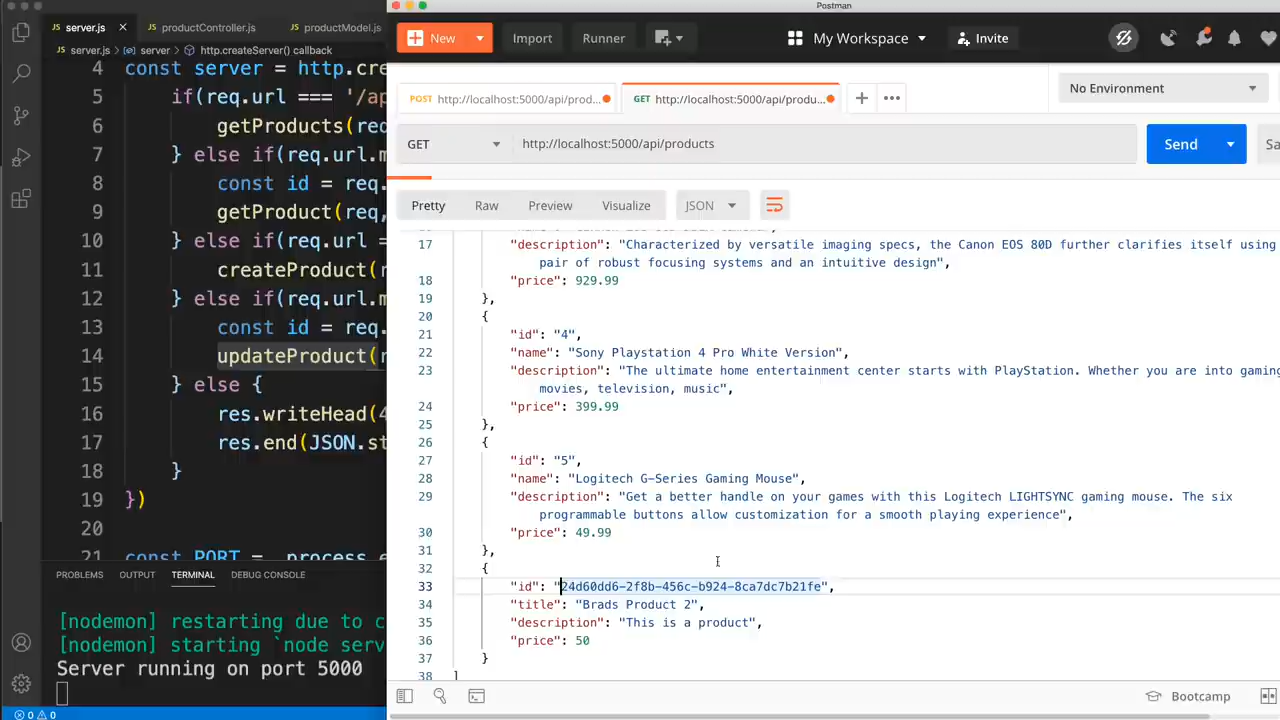 Postman
server.js
productController.js
productModel.js
server.js
server
http.createServer() callback
New
Import
Runner
My Workspace
Invite
POST http://localhost:5000/api/prod...
GET http://localhost:5000/api/produ...
No Environment
GET
http://localhost:5000/api/products
Send
Sa
Pretty
Raw
Preview
Visualize
JSON
4 const server = http.cre
5 if(req.url === '/ap
6 getProducts(req
7 } else if(req.url.m
8 const id = req.
9 getProduct(req,
10 } else if(req.url =
11 createProduct(r
12 } else if(req.url.m
13 const id = req.
14 updateProduct(r
15 } else {
16 res.writeHead(4
17 res.end(JSON.st
18 }
19 })
20
21 const PORT = process.e
17 "description": "Characterized by versatile imaging specs, the Canon EOS 80D further clarifies itself using
pair of robust focusing systems and an intuitive design",
18 "price": 929.99
19 },
20 {
21 "id": "4",
22 "name": "Sony Playstation 4 Pro White Version",
23 "description": "The ultimate home entertainment center starts with PlayStation. Whether you are into gaming
movies, television, music",
24 "price": 399.99
25 },
26 {
27 "id": "5",
28 "name": "Logitech G-Series Gaming Mouse",
29 "description": "Get a better handle on your games with this Logitech LIGHTSYNC gaming mouse. The six
programmable buttons allow customization for a smooth playing experience",
30 "price": 49.99
31 },
32 {
33 "id": "24d60dd6-2f8b-456c-b924-8ca7dc7b21fe",
34 "title": "Brads Product 2",
35 "description": "This is a product",
36 "price": 50
37 }
38 ]
PROBLEMS
OUTPUT
TERMINAL
DEBUG CONSOLE
[nodemon] restarting due to c
[nodemon] starting `node serv
Server running on port 5000
0
0
Bootcamp